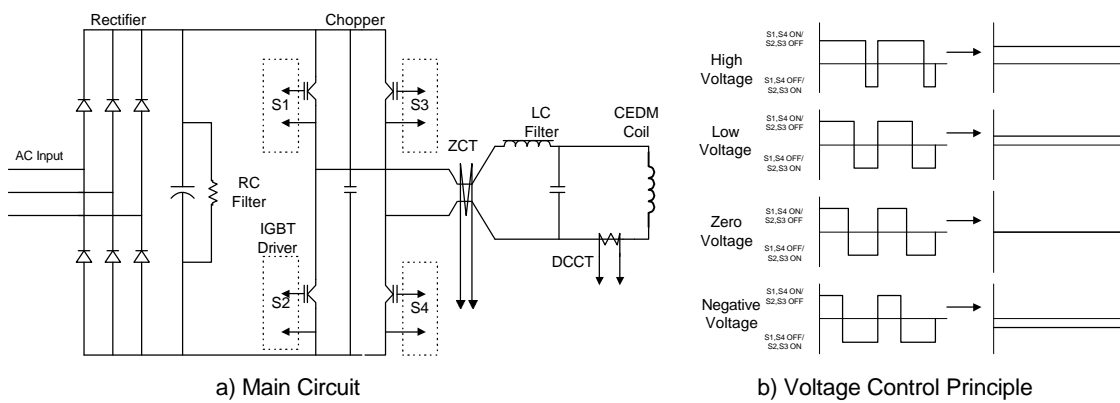 Rectifier
Chopper
S1
S3
AC Input
RC
Filter
IGBT
Driver
S2
S4
ZCT
LC
Filter
CEDM
Coil
DCCT
a) Main Circuit
High
Voltage
S1,S4 ON/
S2,S3 OFF
S1,S4 OFF/
S2,S3 ON
Low
Voltage
S1,S4 ON/
S2,S3 OFF
S1,S4 OFF/
S2,S3 ON
Zero
Voltage
S1,S4 ON/
S2,S3 OFF
S1,S4 OFF/
S2,S3 ON
Negative
Voltage
S1,S4 ON/
S2,S3 OFF
S1,S4 OFF/
S2,S3 ON
b) Voltage Control Principle